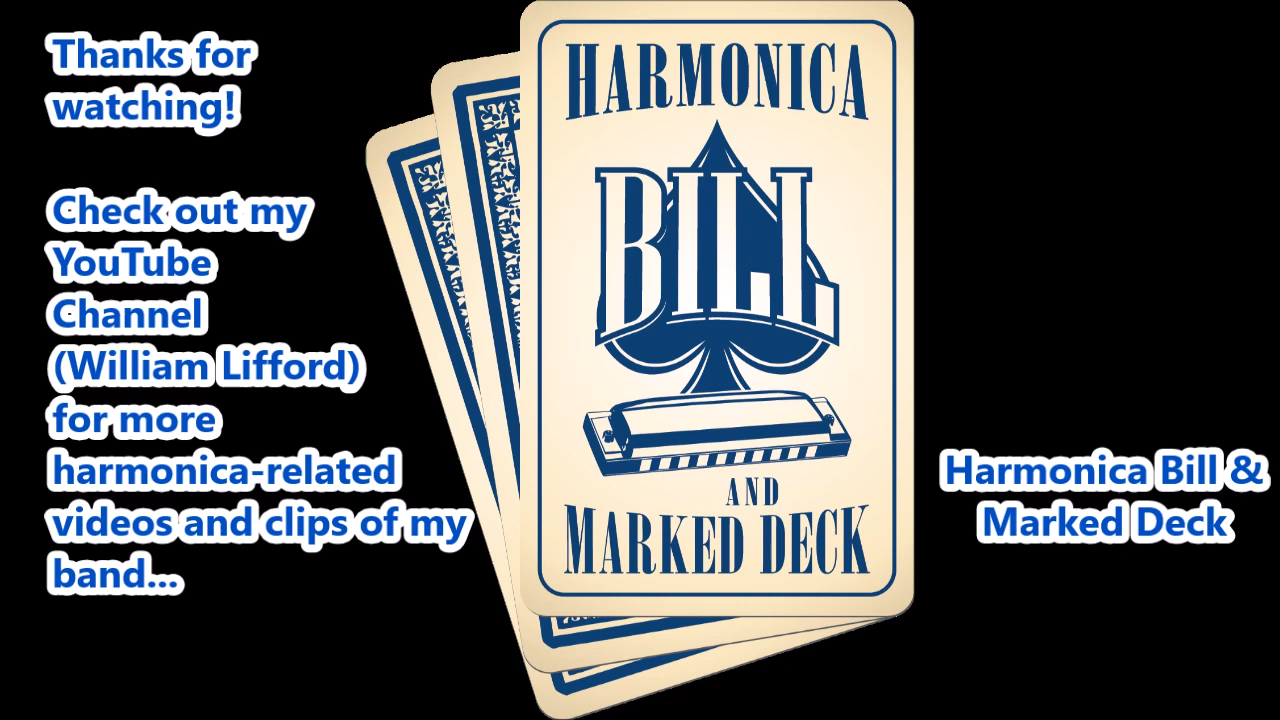 Thanks for
watching!
Check out my
YouTube
Channel
(William Lifford)
for more
harmonica-related
videos and clips of my
band...
HARMONICA
BILL
AND
MARKED DECK
Harmonica Bill &
Marked Deck